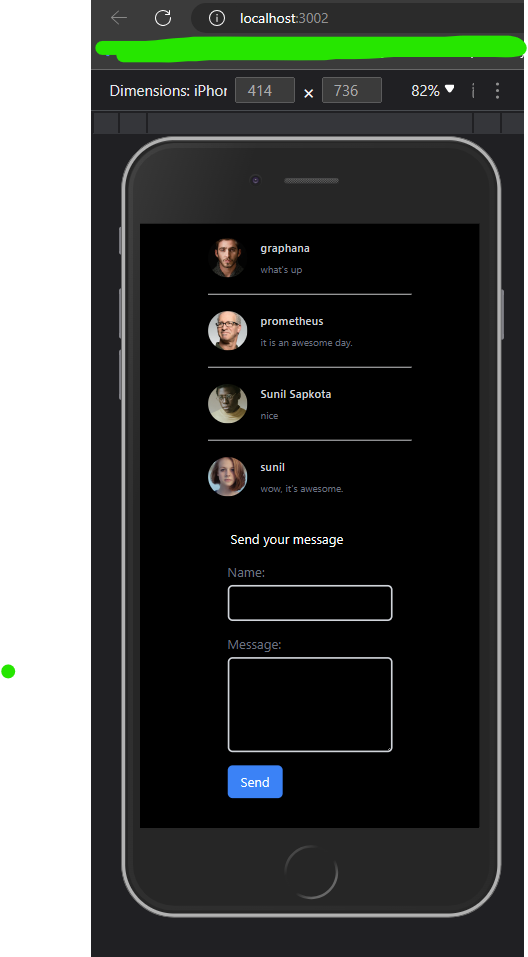 localhost:3002
Dimensions: iPhor 414 × 736 82%
graphana
what's up
prometheus
it is an awesome day.
Sunil Sapkota
nice
sunil
wow, it's awesome.
Send your message
Name:
Message:
Send